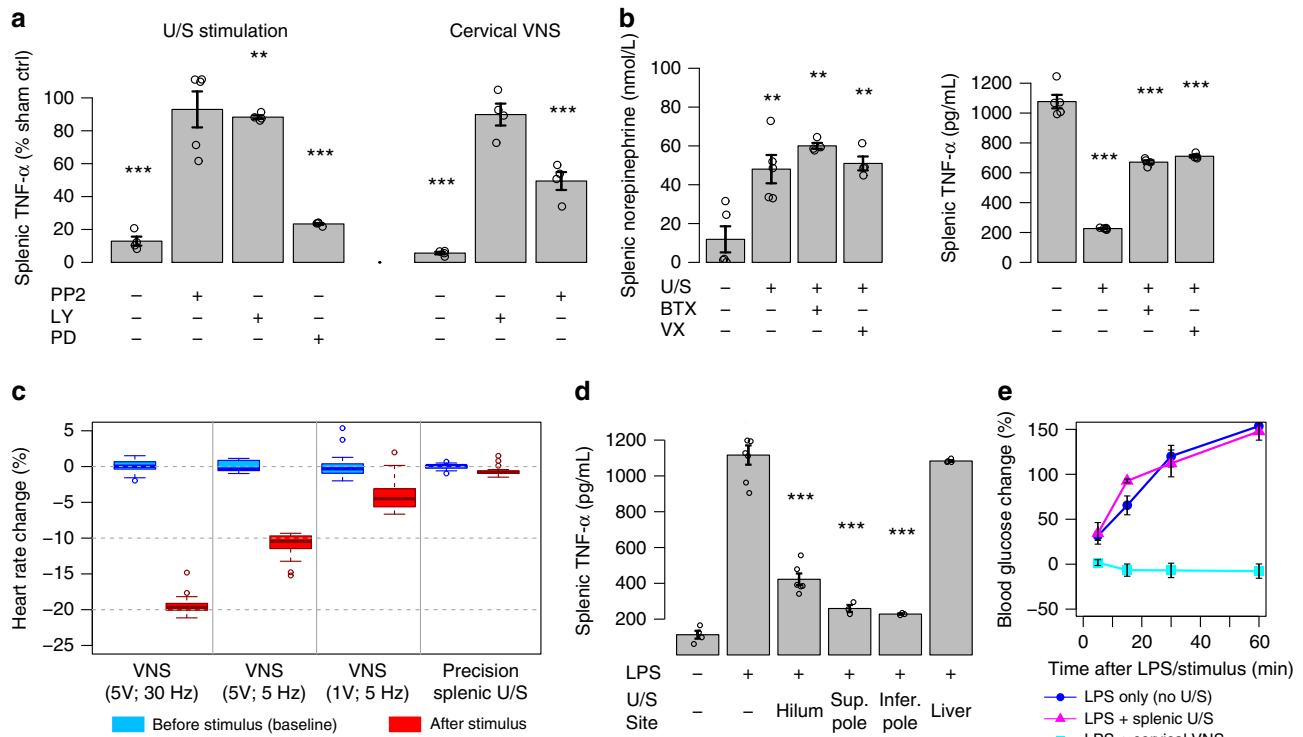 a
U/S stimulation
Cervical VNS
Splenic TNF-α (% sham ctrl)
100
80
60
40
20
0
***
**
***
***
***
PP2 – + – – – – +
LY – – + – – + –
PD – – – + – – –
b
Splenic norepinephrine (nmol/L)
100
80
60
40
20
0
**
**
**
U/S – + + +
BTX – – + –
VX – – – +
Splenic TNF-α (pg/mL)
1200
1000
800
600
400
200
0
***
***
***
– + + +
– – + –
– – – +
c
Heart rate change (%)
5
0
−5
−10
−20
−25
VNS (5V; 30 Hz)
VNS (5V; 5 Hz)
VNS (1V; 5 Hz)
Precision splenic U/S
Before stimulus (baseline)
After stimulus
d
Splenic TNF-α (pg/mL)
1200
1000
800
600
400
200
***
***
***
LPS – + + + + +
U/S Site – – Hilum Sup. pole Infer. pole Liver
e
Blood glucose change (%)
150
100
50
0
−50
0 20 40 60
Time after LPS/stimulus (min)
LPS only (no U/S)
LPS + splenic U/S